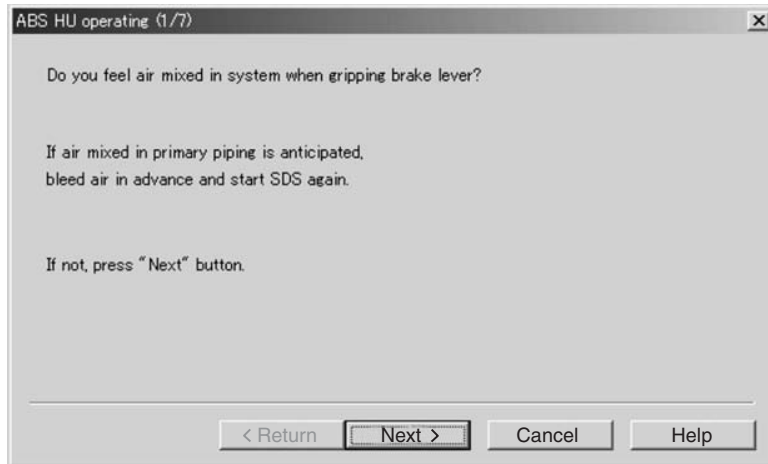 ABS HU operating (1/7)
Do you feel air mixed in system when gripping brake lever?
If air mixed in primary piping is anticipated,
bleed air in advance and start SDS again.
If not, press "Next" button.
< Return Next > Cancel Help